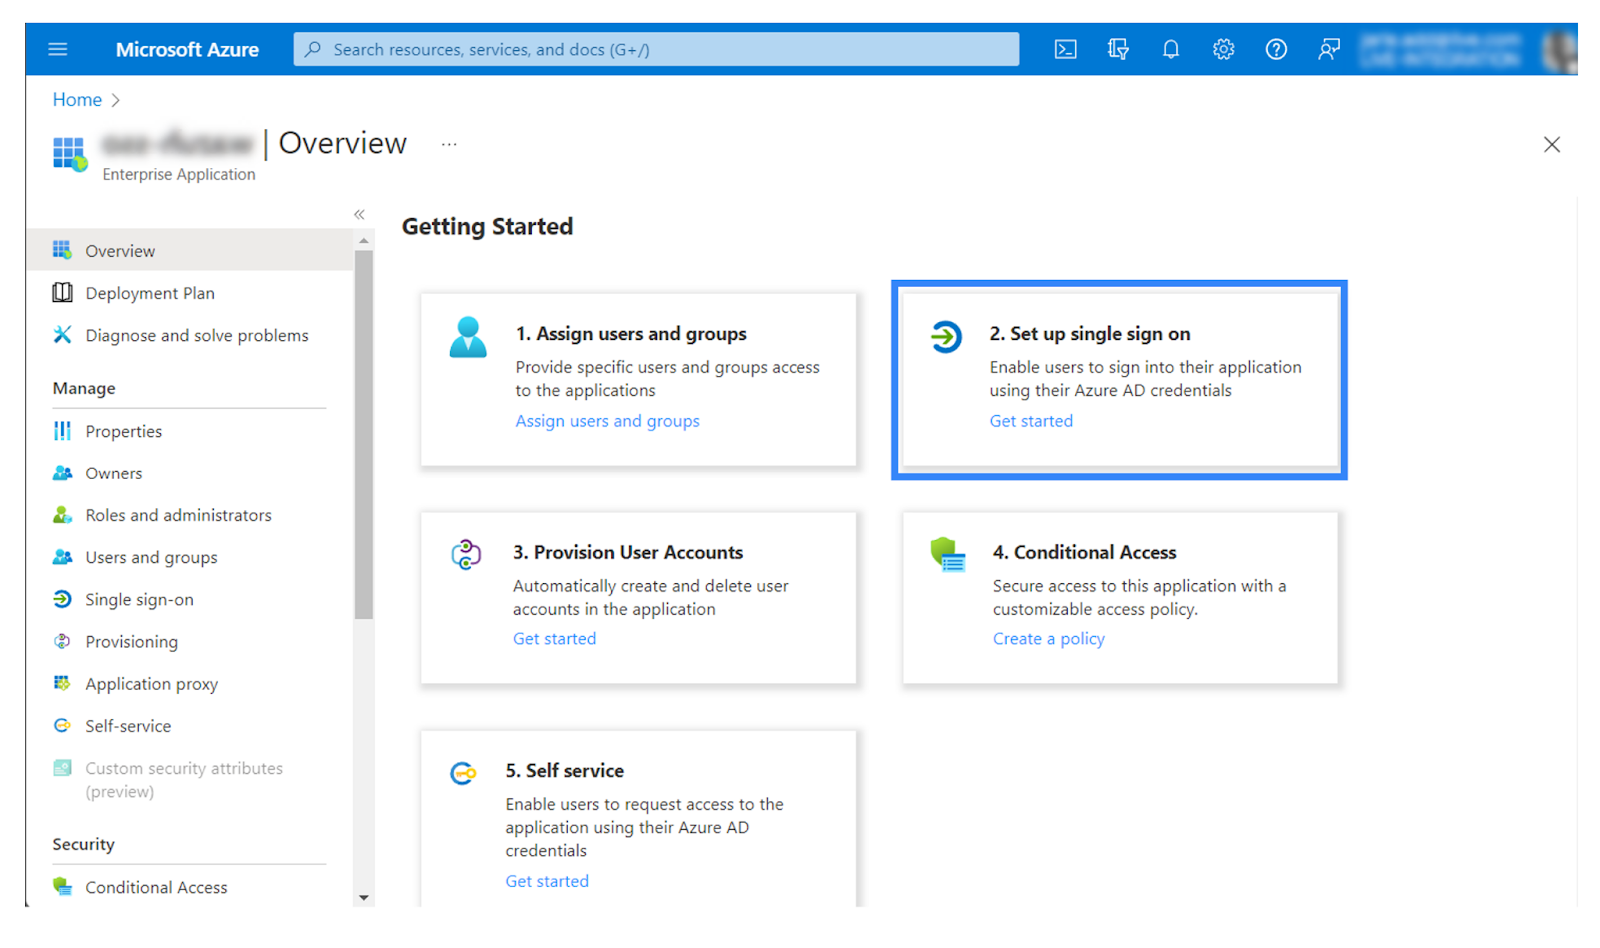 Microsoft Azure
Search resources, services, and docs (G+/)
Home >
| Overview ...
Enterprise Application
«
Overview
Deployment Plan
Diagnose and solve problems
Manage
Properties
Owners
Roles and administrators
Users and groups
Single sign-on
Provisioning
Application proxy
Self-service
Custom security attributes
(preview)
Security
Conditional Access
Getting Started
1. Assign users and groups
Provide specific users and groups access
to the applications
Assign users and groups
2. Set up single sign on
Enable users to sign into their application
using their Azure AD credentials
Get started
3. Provision User Accounts
Automatically create and delete user
accounts in the application
Get started
4. Conditional Access
Secure access to this application with a
customizable access policy.
Create a policy
5. Self service
Enable users to request access to the
application using their Azure AD
credentials
Get started